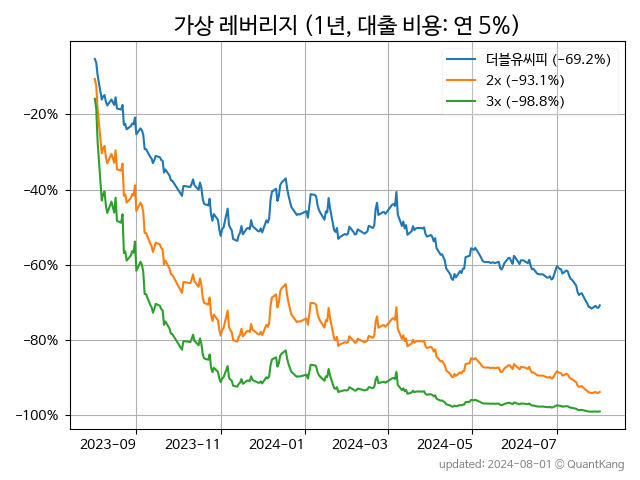 가상 레버리지 (1년, 대출 비용: 연 5%)
더블유씨피 (−69.2%)
2x (−93.1%)
3x (−98.8%)
−20%
−40%
−60%
−80%
−100%
2023-09 2023-11 2024-01 2024-03 2024-05 2024-07
updated: 2024-08-01 © QuantKang